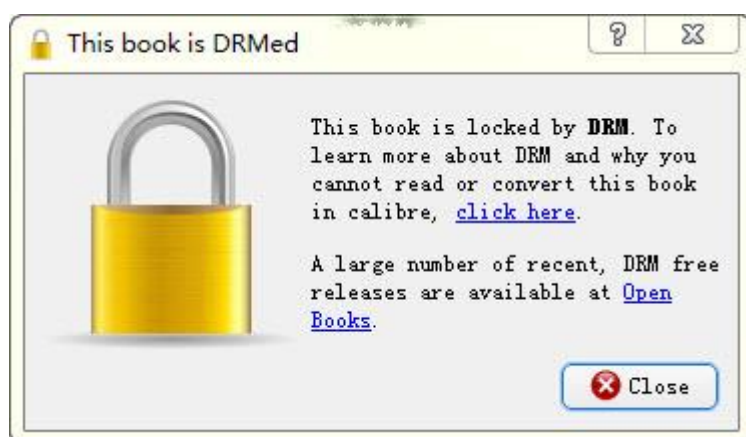 This book is DRMed
This book is locked by DRM. To
learn more about DRM and why you
cannot read or convert this book
in calibre, click here.
A large number of recent, DRM free
releases are available at Open
Books.
Close